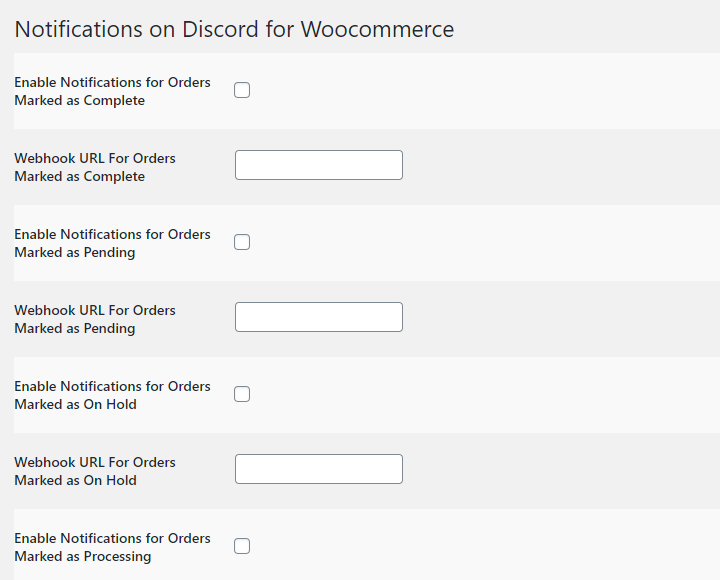 Notifications on Discord for Woocommerce
Enable Notifications for Orders
Marked as Complete
Webhook URL For Orders
Marked as Complete
Enable Notifications for Orders
Marked as Pending
Webhook URL For Orders
Marked as Pending
Enable Notifications for Orders
Marked as On Hold
Webhook URL For Orders
Marked as On Hold
Enable Notifications for Orders
Marked as Processing